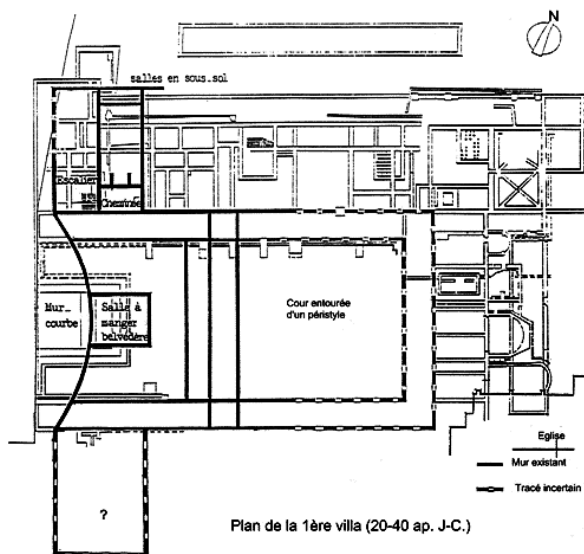 N
salles en sous.sol
Escalier
Cheminée
Mur_
courbe
Salle à
manger
belvédère
Cour entourée
d'un péristyle
Eglise
Mur existant
Tracé incertain
?
Plan de la 1ère villa (20-40 ap. J-C.)